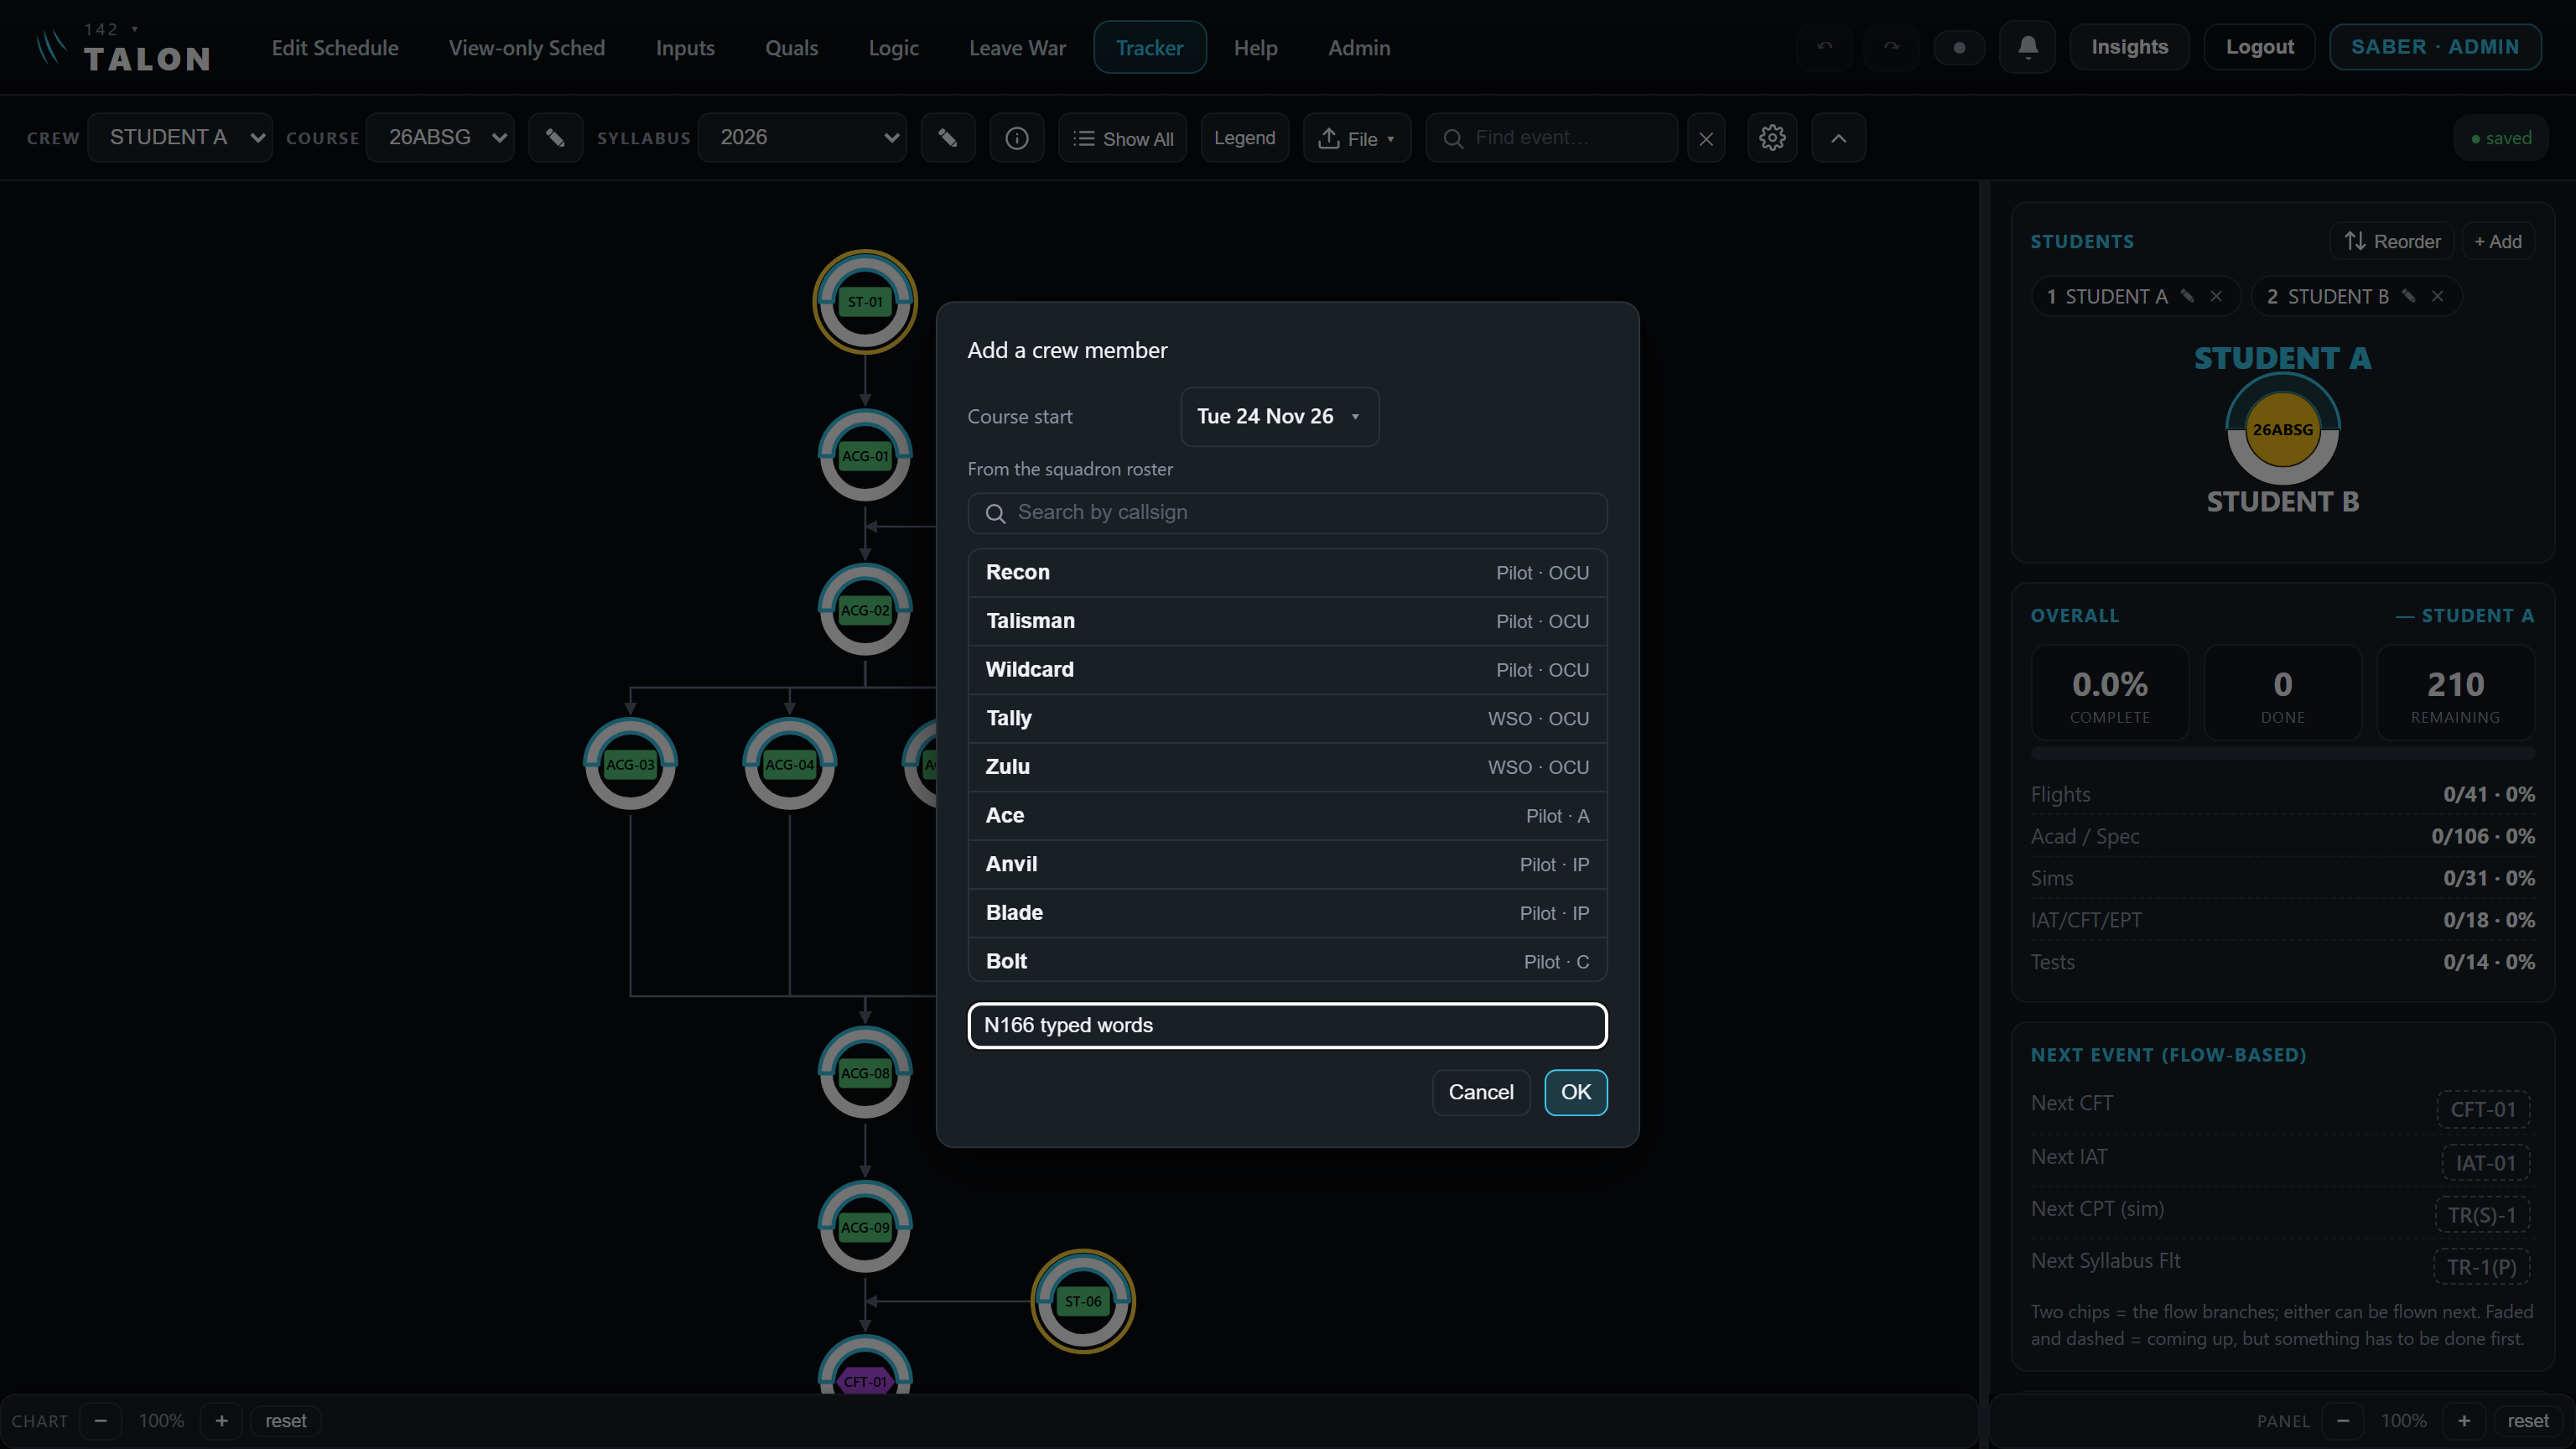 142 ▾
TALON
Edit Schedule View-only Sched Inputs Quals Logic Leave War Tracker Help Admin
Insights Logout SABER · ADMIN
CREW STUDENT A COURSE 26ABSG SYLLABUS 2026 Show All Legend File ▾ Find event... saved
STUDENTS Reorder + Add
1 STUDENT A 2 STUDENT B
STUDENT A
26ABSG
STUDENT B
OVERALL — STUDENT A
0.0% 0 210
COMPLETE DONE REMAINING
Flights 0/41 · 0%
Acad / Spec 0/106 · 0%
Sims 0/31 · 0%
IAT/CFT/EPT 0/18 · 0%
Tests 0/14 · 0%
NEXT EVENT (FLOW-BASED)
Next CFT CFT-01
Next IAT IAT-01
Next CPT (sim) TR(S)-1
Next Syllabus Flt TR-1(P)
Two chips = the flow branches; either can be flown next. Faded
and dashed = coming up, but something has to be done first.
ST-01
ACG-01
ACG-02
ACG-03 ACG-04
ACG-08
ACG-09
ST-06
CFT-01
Add a crew member
Course start Tue 24 Nov 26 ▾
From the squadron roster
Search by callsign
Recon Pilot · OCU
Talisman Pilot · OCU
Wildcard Pilot · OCU
Tally WSO · OCU
Zulu WSO · OCU
Ace Pilot · A
Anvil Pilot · IP
Blade Pilot · IP
Bolt Pilot · C
N166 typed words
Cancel OK
CHART − 100% + reset
PANEL − 100% + reset